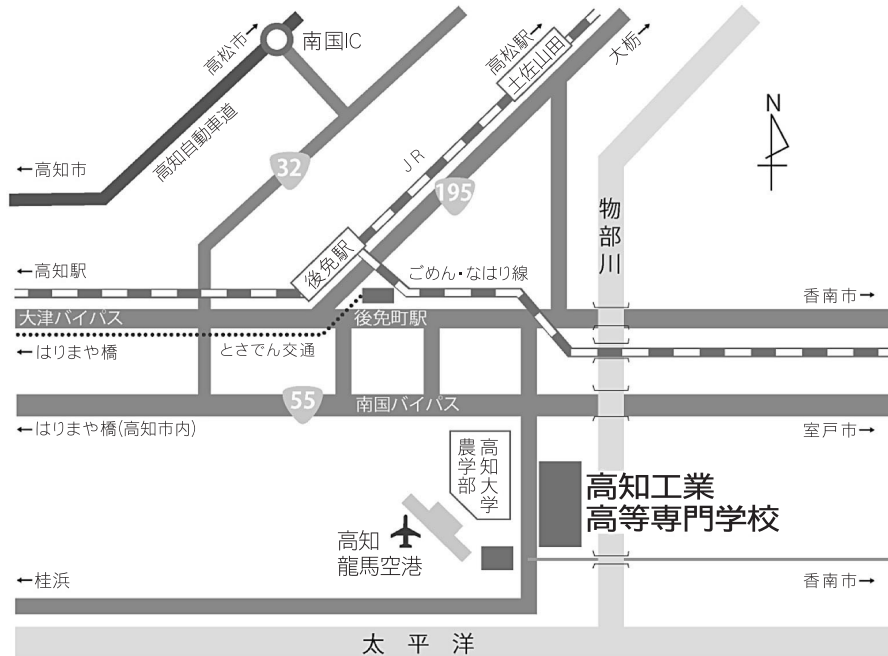 高松市→
南国IC
高松駅→
土佐山田
大栃→
高知自動車道
←高知市
32
JR
195
N
物部川
後免駅
←高知駅
ごめん・なはり線
香南市→
大津バイパス
後免町駅
←はりまや橋
とさでん交通
55
南国バイパス
←はりまや橋(高知市内)
室戸市→
高知大学
農学部
高知工業
高等専門学校
高知
龍馬空港
←桂浜
香南市→
太平洋